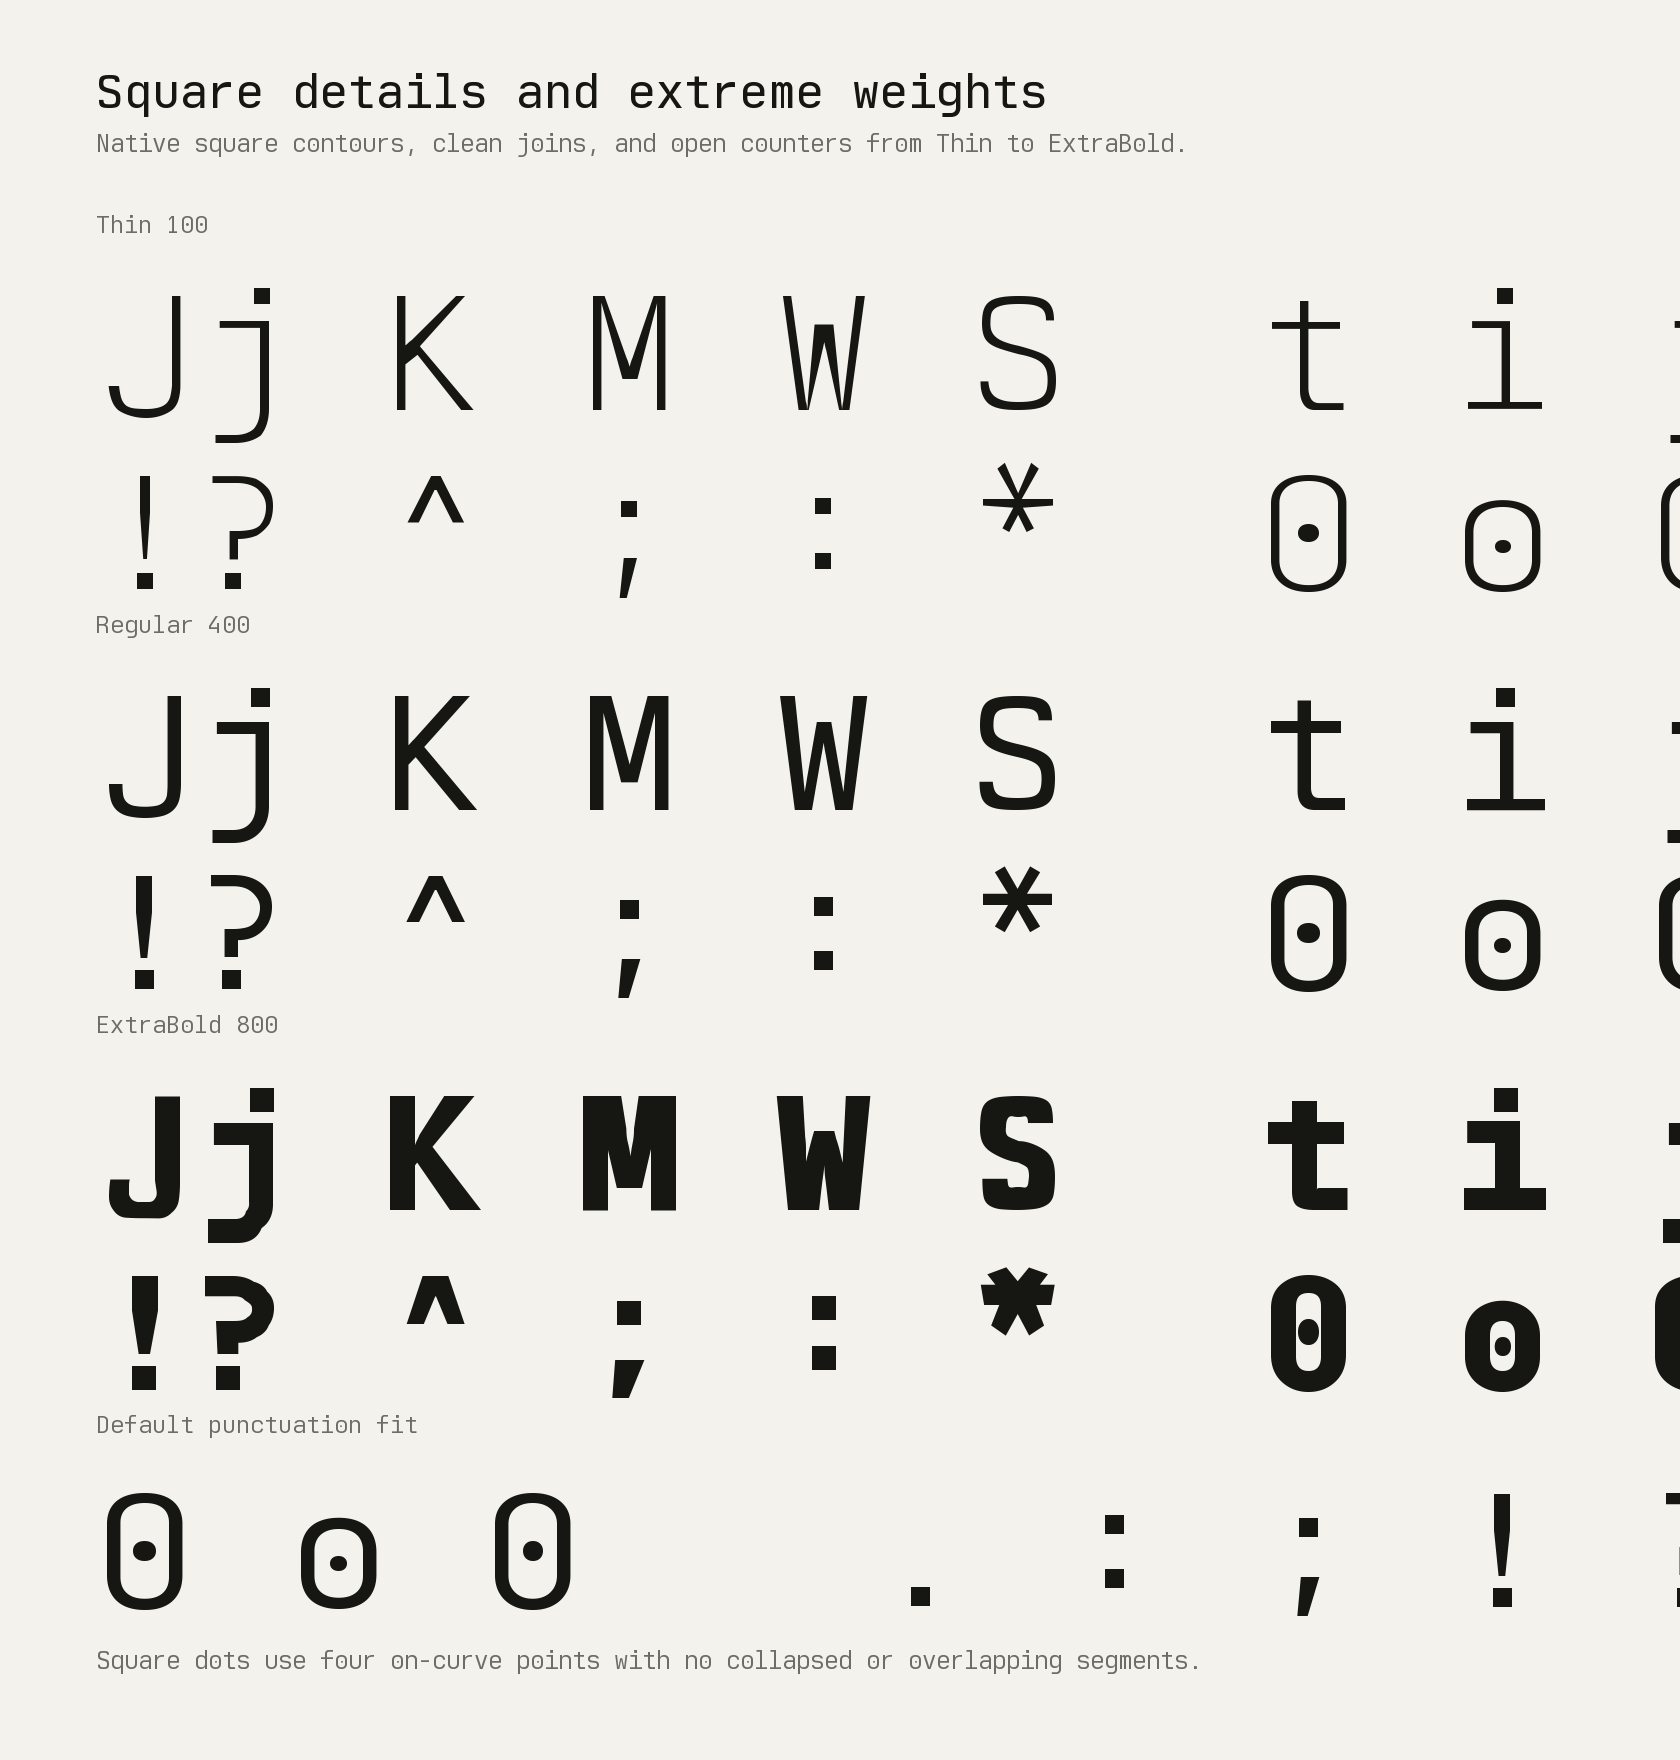 Square details and extreme weights
Native square contours, clean joins, and open counters from Thin to ExtraBold.
Thin 100
Jj K M W S t i
!? ^ ; : * 0 o
Regular 400
Jj K M W S t i
!? ^ ; : * 0 o
ExtraBold 800
Jj K M W S t i
!? ^ ; : * 0 o
Default punctuation fit
0 o 0 . : ; !
Square dots use four on-curve points with no collapsed or overlapping segments.